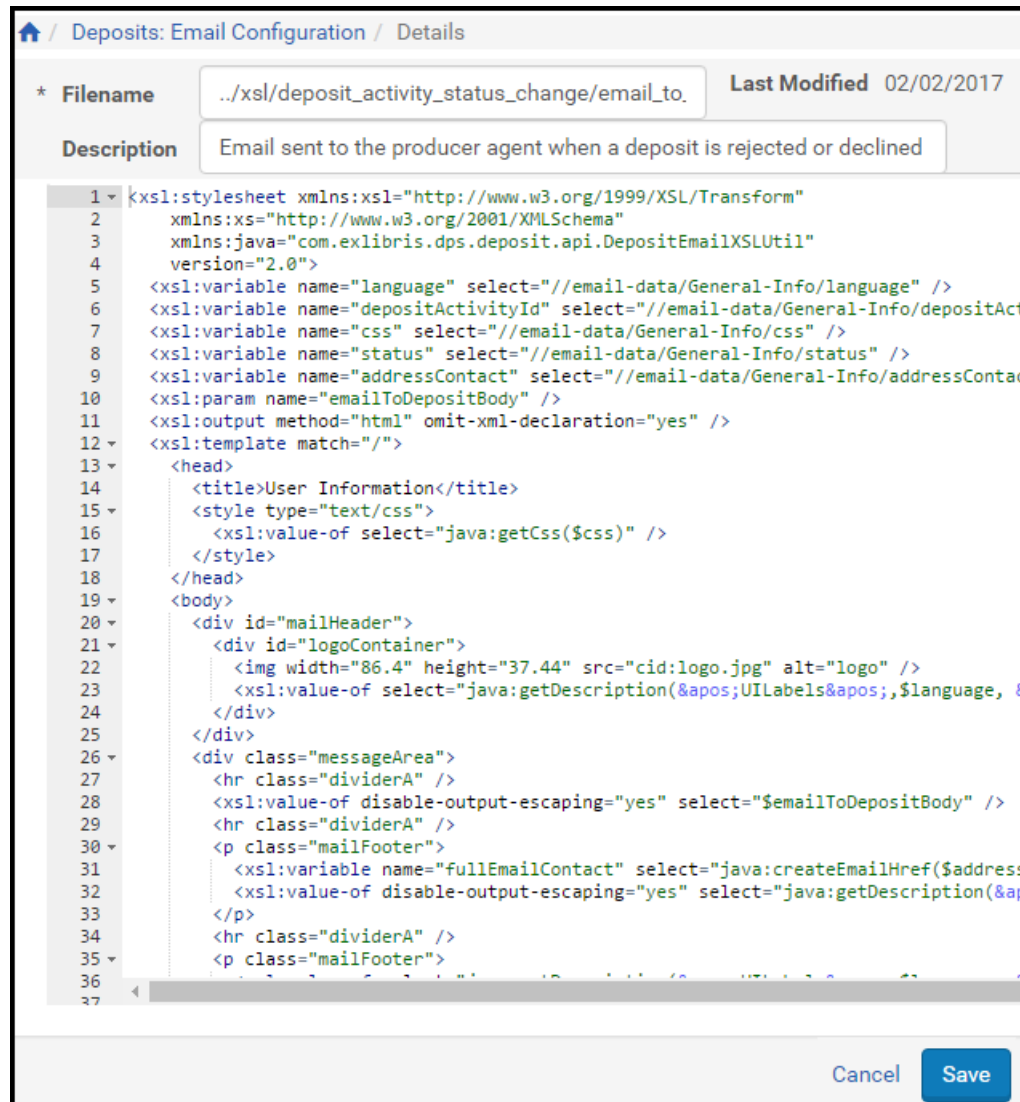 / Deposits: Email Configuration / Details
* Filename ../xsl/deposit_activity_status_change/email_to_ Last Modified 02/02/2017
Description Email sent to the producer agent when a deposit is rejected or declined
1 <xsl:stylesheet xmlns:xsl="http://www.w3.org/1999/XSL/Transform"
2 xmlns:xs="http://www.w3.org/2001/XMLSchema"
3 xmlns:java="com.exlibris.dps.deposit.api.DepositEmailXSLUtil"
4 version="2.0">
5 <xsl:variable name="language" select="//email-data/General-Info/language" />
6 <xsl:variable name="depositActivityId" select="//email-data/General-Info/depositAct
7 <xsl:variable name="css" select="//email-data/General-Info/css" />
8 <xsl:variable name="status" select="//email-data/General-Info/status" />
9 <xsl:variable name="addressContact" select="//email-data/General-Info/addressContac
10 <xsl:param name="emailToDepositBody" />
11 <xsl:output method="html" omit-xml-declaration="yes" />
12 <xsl:template match="/">
13 <head>
14 <title>User Information</title>
15 <style type="text/css">
16 <xsl:value-of select="java:getCss($css)" />
17 </style>
18 </head>
19 <body>
20 <div id="mailHeader">
21 <div id="logoContainer">
22 <img width="86.4" height="37.44" src="cid:logo.jpg" alt="logo" />
23 <xsl:value-of select="java:getDescription(&apos;UILabels&apos;,$language, &
24 </div>
25 </div>
26 <div class="messageArea">
27 <hr class="dividerA" />
28 <xsl:value-of disable-output-escaping="yes" select="$emailToDepositBody" />
29 <hr class="dividerA" />
30 <p class="mailFooter">
31 <xsl:variable name="fullEmailContact" select="java:createEmailHref($address
32 <xsl:value-of disable-output-escaping="yes" select="java:getDescription(&ap
33 </p>
34 <hr class="dividerA" />
35 <p class="mailFooter">
36
37
Cancel Save